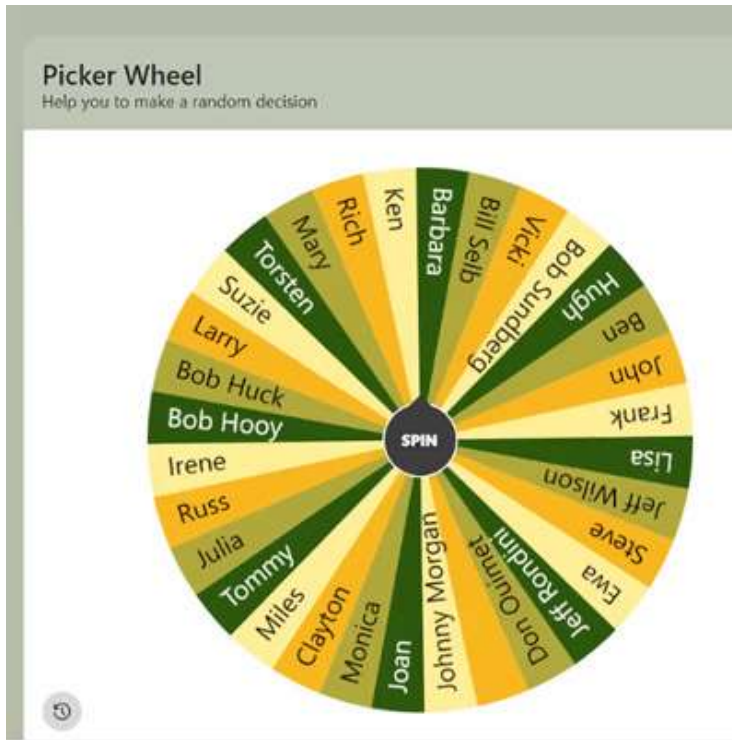 Picker Wheel
Help you to make a random decision
Barbara
Bill Selb
Vicki
Bob Sundberg
Hugh
Ben
John
Frank
Lisa
Jeff Wilson
Steve
Ewa
Jeff Rondini
Don Ouimet
Johnny Morgan
Joan
Monica
Clayton
Miles
Tommy
Julia
Russ
Irene
Bob Hooy
Bob Huck
Larry
Suzie
Torsten
Mary
Rich
Ken
SPIN